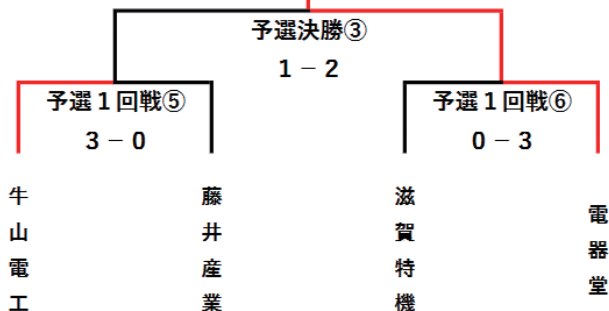 予選決勝③
1 － 2
予選１回戦⑤
3 － 0
予選１回戦⑥
0 － 3
牛山電工
藤井産業
滋賀特機
電器堂